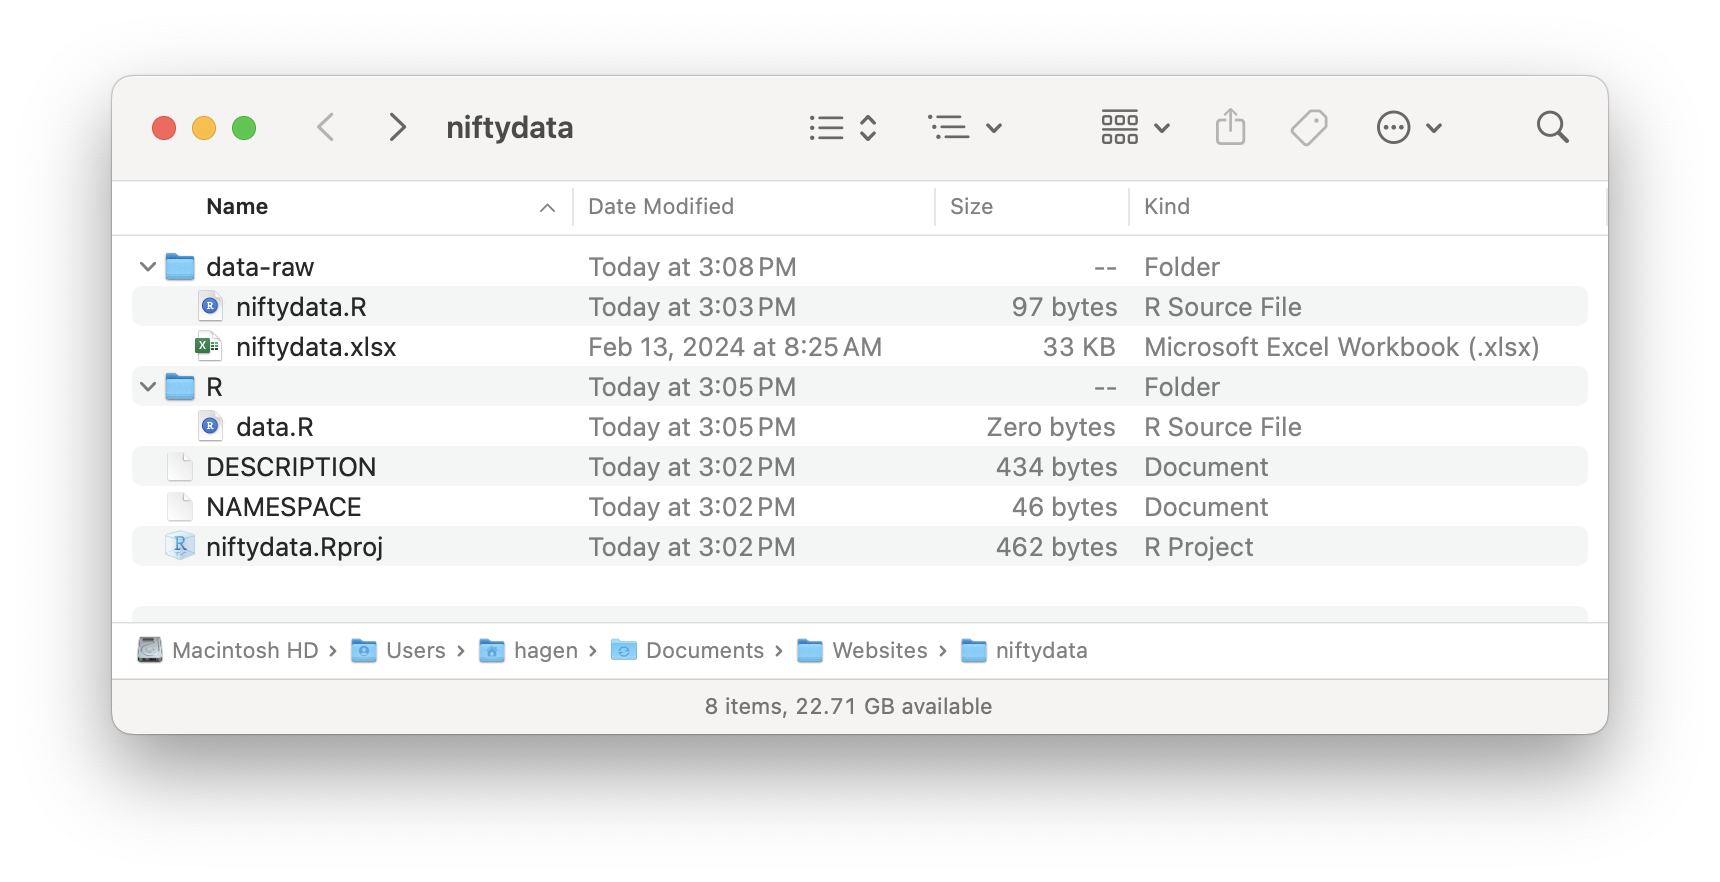 niftydata
Name Date Modified Size Kind
data-raw Today at 3:08 PM -- Folder
niftydata.R Today at 3:03 PM 97 bytes R Source File
niftydata.xlsx Feb 13, 2024 at 8:25 AM 33 KB Microsoft Excel Workbook (.xlsx)
R Today at 3:05 PM -- Folder
data.R Today at 3:05 PM Zero bytes R Source File
DESCRIPTION Today at 3:02 PM 434 bytes Document
NAMESPACE Today at 3:02 PM 46 bytes Document
niftydata.Rproj Today at 3:02 PM 462 bytes R Project
Macintosh HD › Users › hagen › Documents › Websites › niftydata
8 items, 22.71 GB available